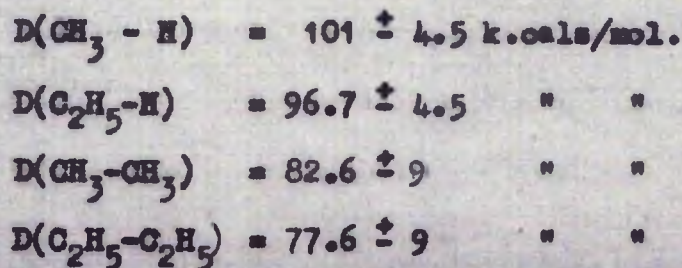 D(CH3 - H) = 101 ± 4.5 k.cals/mol.
D(C2H5-H) = 96.7 ± 4.5 " "
D(CH3-CH3) = 82.6 ± 9 " "
D(C2H5-C2H5) = 77.6 ± 9 " "